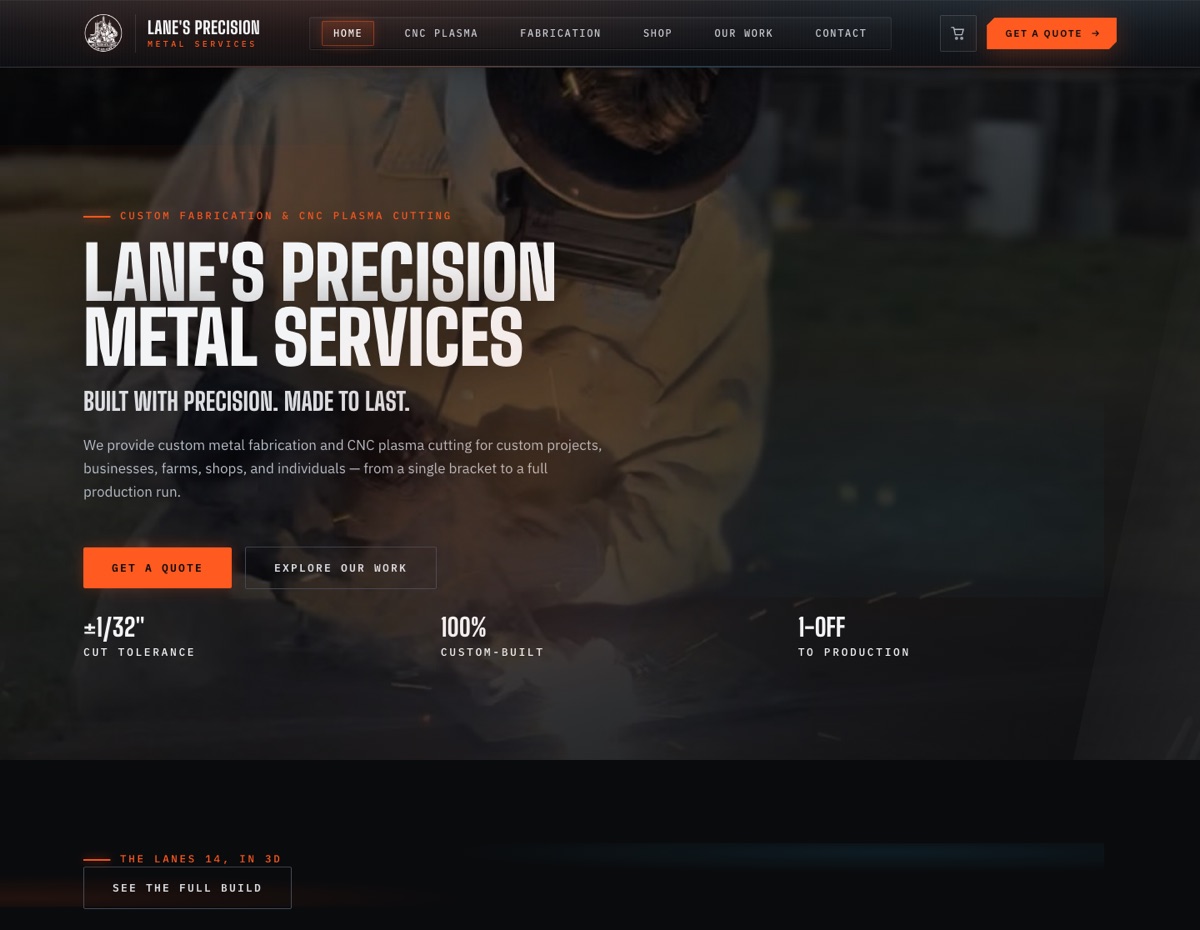 LANE'S PRECISION
METAL SERVICES
HOME
CNC PLASMA
FABRICATION
SHOP
OUR WORK
CONTACT
GET A QUOTE →
CUSTOM FABRICATION & CNC PLASMA CUTTING
LANE'S PRECISION
METAL SERVICES
BUILT WITH PRECISION. MADE TO LAST.
We provide custom metal fabrication and CNC plasma cutting for custom projects,
businesses, farms, shops, and individuals — from a single bracket to a full
production run.
GET A QUOTE
EXPLORE OUR WORK
±1/32"
CUT TOLERANCE
100%
CUSTOM-BUILT
1-OFF
TO PRODUCTION
THE LANES 14, IN 3D
SEE THE FULL BUILD